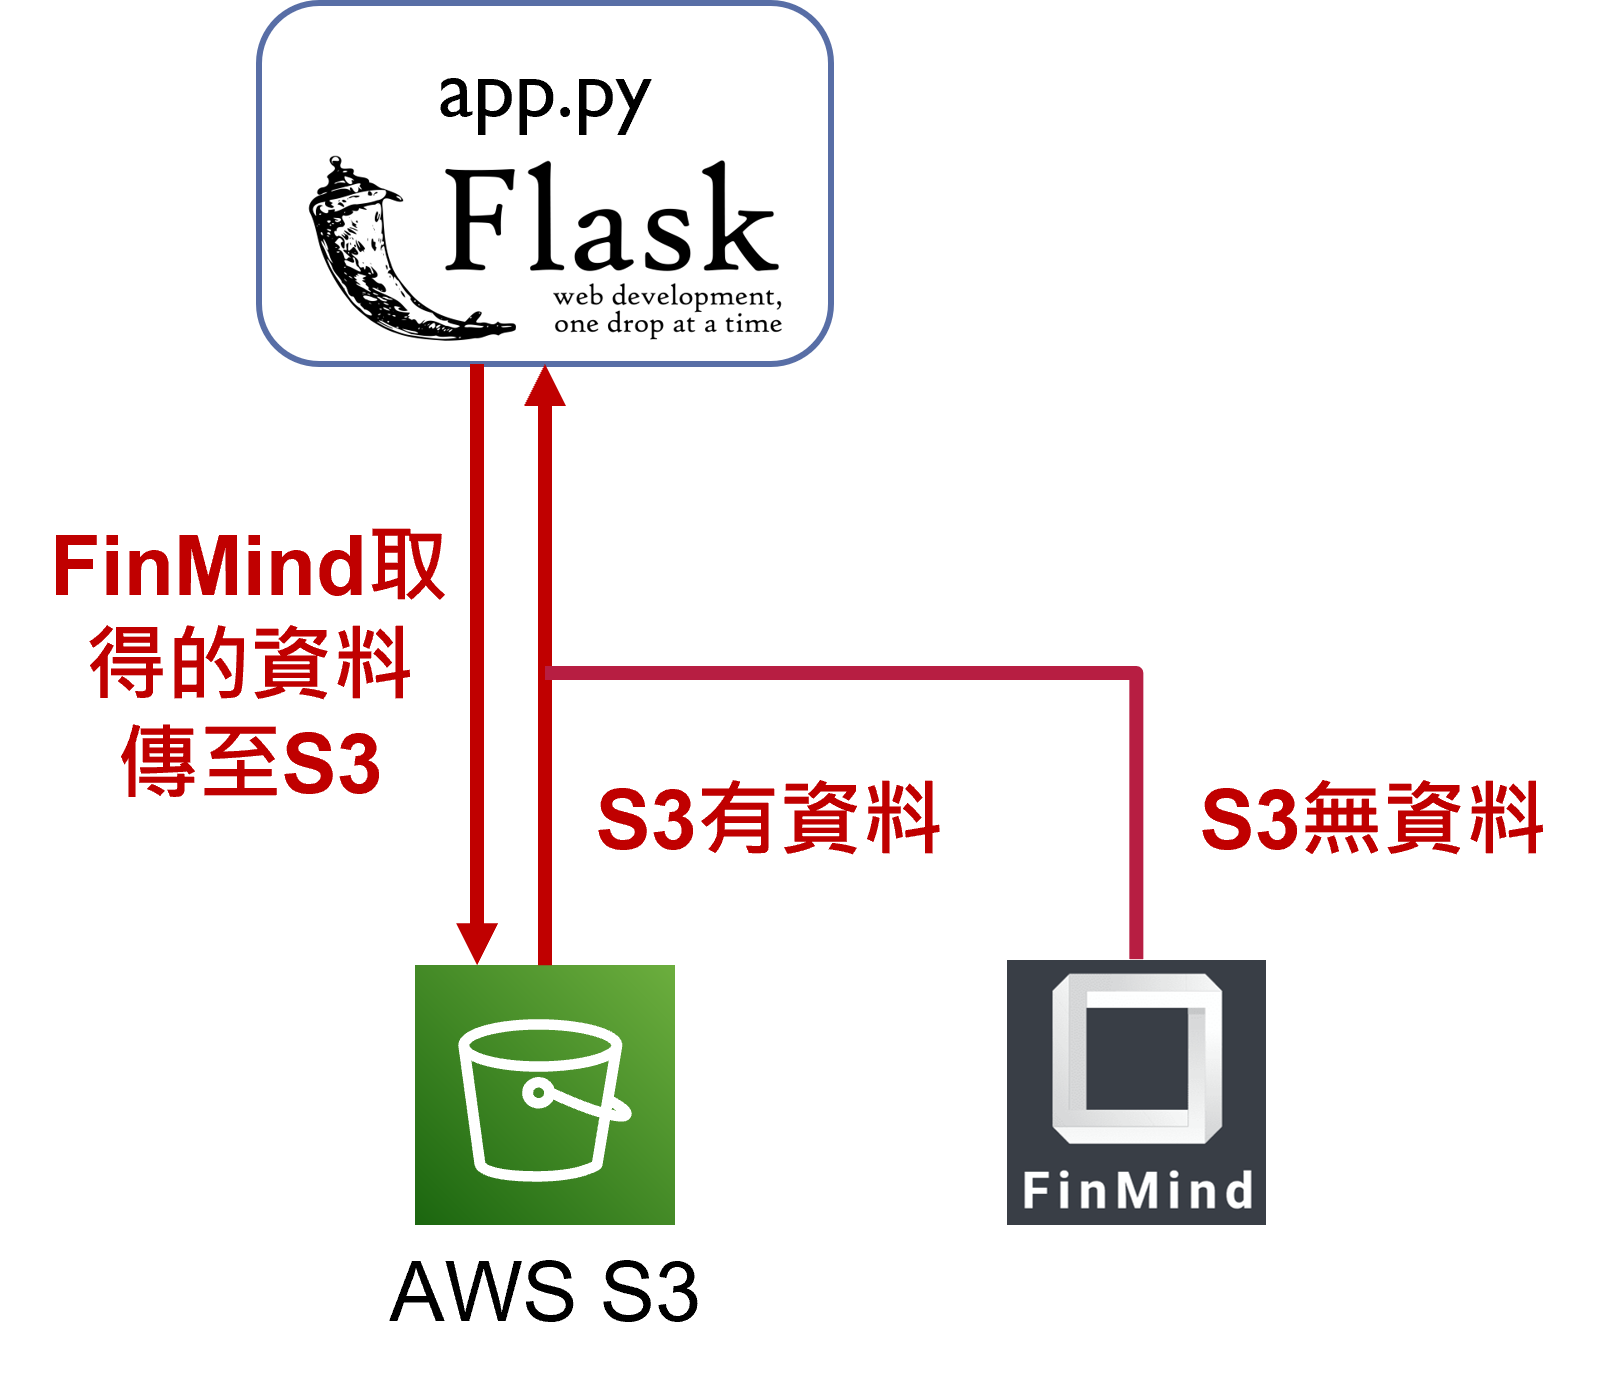 app.py
Flask
web development,
one drop at a time
FinMind取
得的資料
傳至S3
S3有資料
S3無資料
FinMind
AWS S3